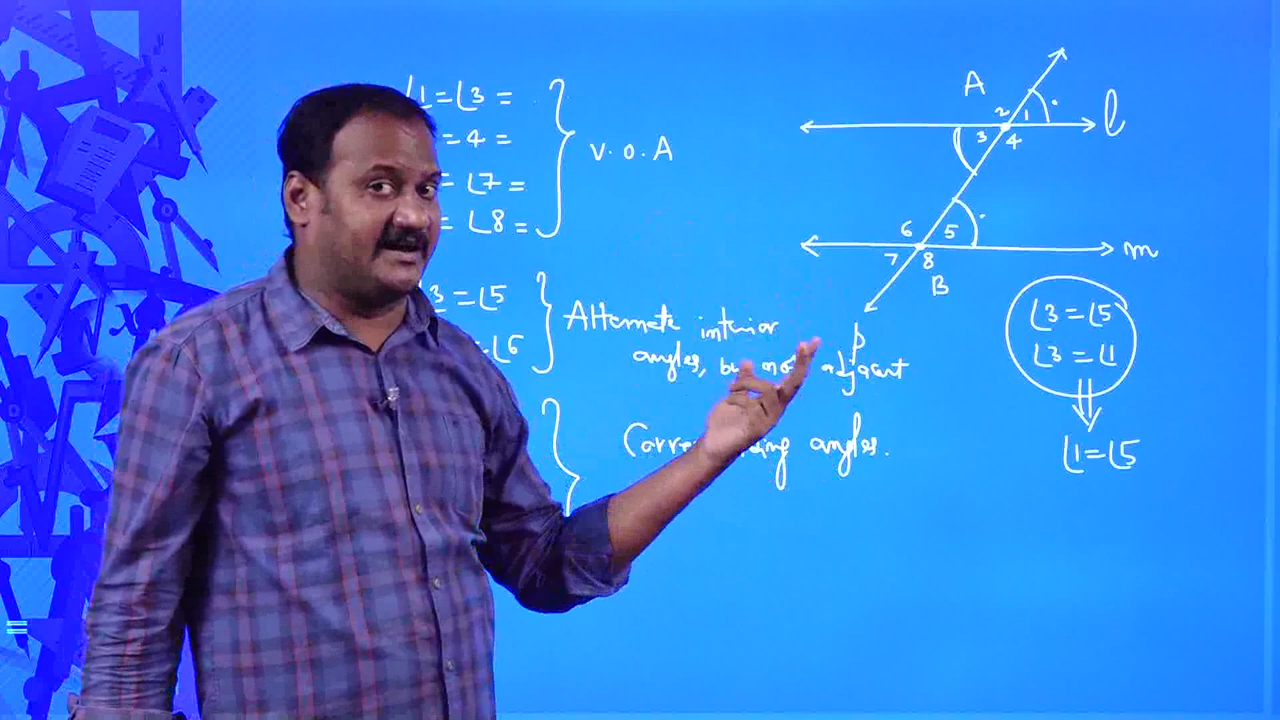 ∠1 = ∠3 =
= 4 =
= ∠7 =
= ∠8 =
v.o.A
∠3 = ∠5
= ∠6
Alternate interior
angles, but not adjacent
angles.
A
2 1
3 4
l
6 5
7 8
m
B
p
∠3 = ∠5
∠3 = ∠1
∠1 = ∠5